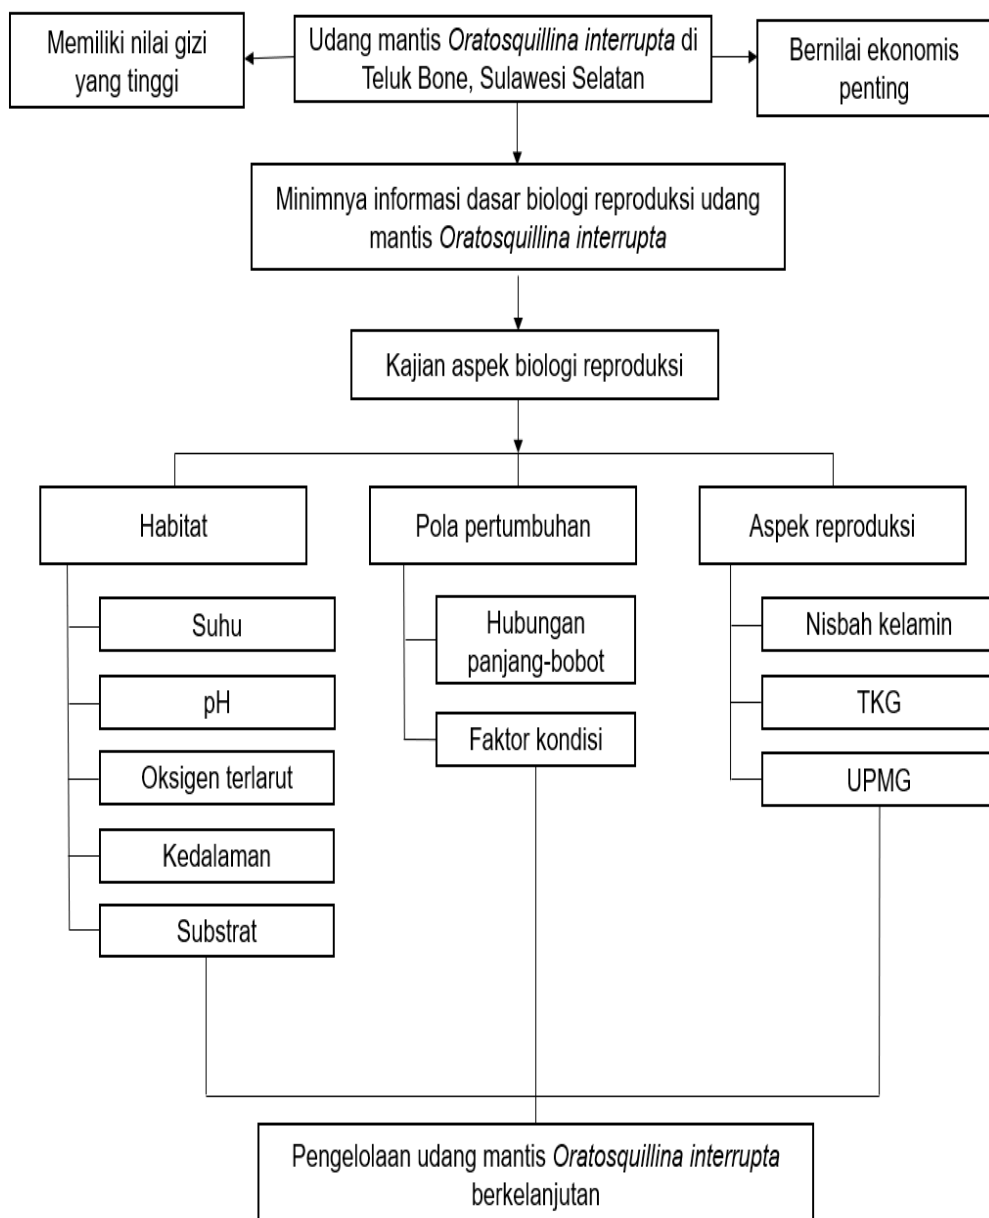 Memiliki nilai gizi
yang tinggi
Udang mantis Oratosquillina interrupta di
Teluk Bone, Sulawesi Selatan
Bernilai ekonomis
penting
Minimnya informasi dasar biologi reproduksi udang
mantis Oratosquillina interrupta
Kajian aspek biologi reproduksi
Habitat
Suhu
pH
Oksigen terlarut
Kedalaman
Substrat
Pola pertumbuhan
Hubungan
panjang-bobot
Faktor kondisi
Aspek reproduksi
Nisbah kelamin
TKG
UPMG
Pengelolaan udang mantis Oratosquillina interrupta
berkelanjutan